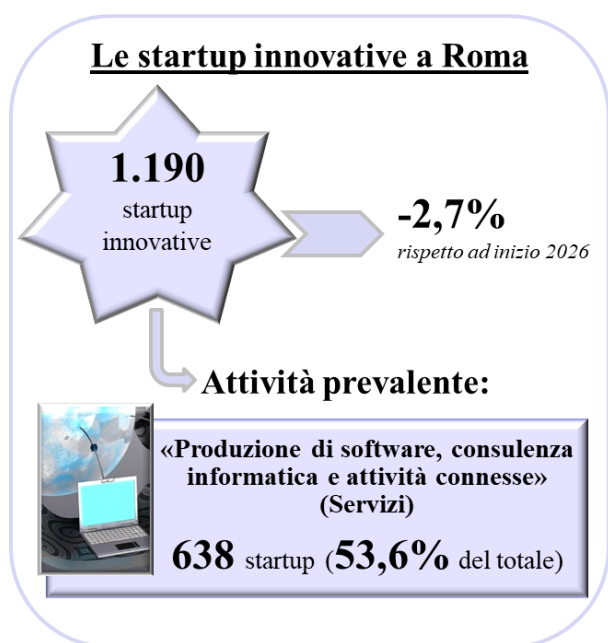 Le startup innovative a Roma
1.190
startup
innovative
-2,7%
rispetto ad inizio 2026
Attività prevalente:
«Produzione di software, consulenza
informatica e attività connesse»
(Servizi)
638 startup (53,6% del totale)